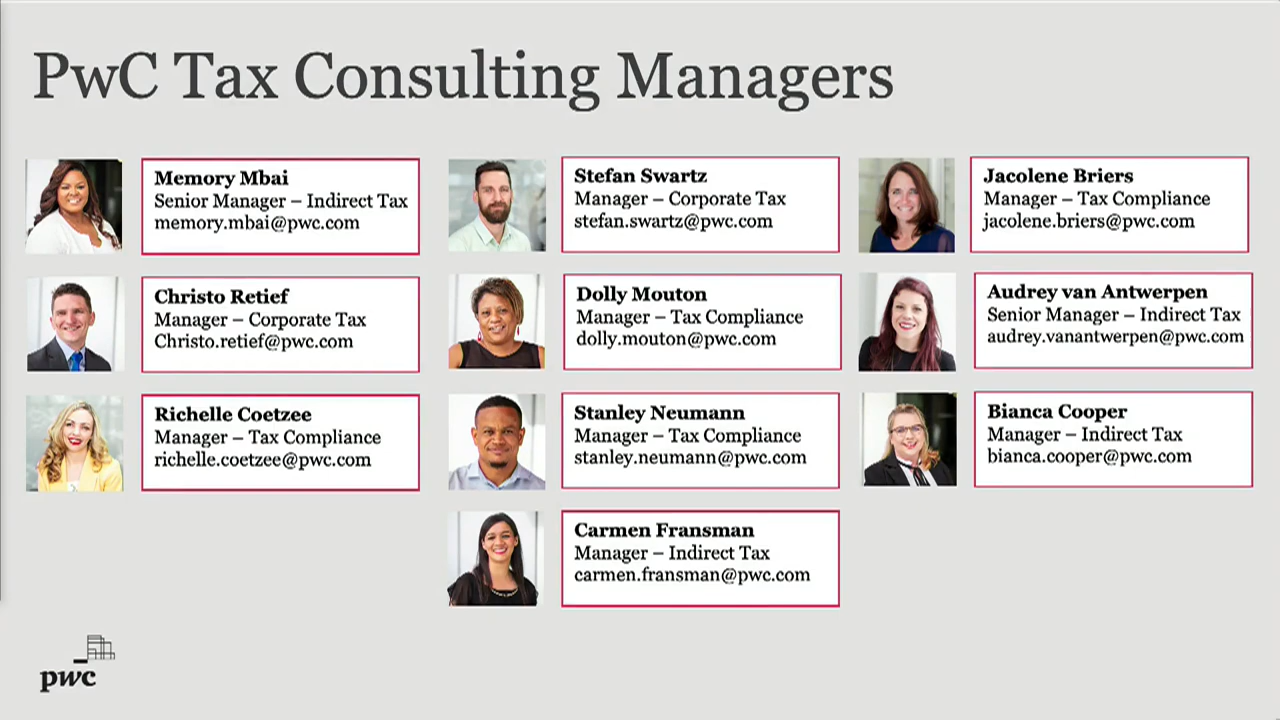 PwC Tax Consulting Managers
Memory Mbai
Senior Manager – Indirect Tax
memory.mbai@pwc.com
Stefan Swartz
Manager – Corporate Tax
stefan.swartz@pwc.com
Jacolene Briers
Manager – Tax Compliance
jacolene.briers@pwc.com
Christo Retief
Manager – Corporate Tax
Christo.retief@pwc.com
Dolly Mouton
Manager – Tax Compliance
dolly.mouton@pwc.com
Audrey van Antwerpen
Senior Manager – Indirect Tax
audrey.vanantwerpen@pwc.com
Richelle Coetzee
Manager – Tax Compliance
richelle.coetzee@pwc.com
Stanley Neumann
Manager – Tax Compliance
stanley.neumann@pwc.com
Bianca Cooper
Manager – Indirect Tax
bianca.cooper@pwc.com
Carmen Fransman
Manager – Indirect Tax
carmen.fransman@pwc.com
pwc